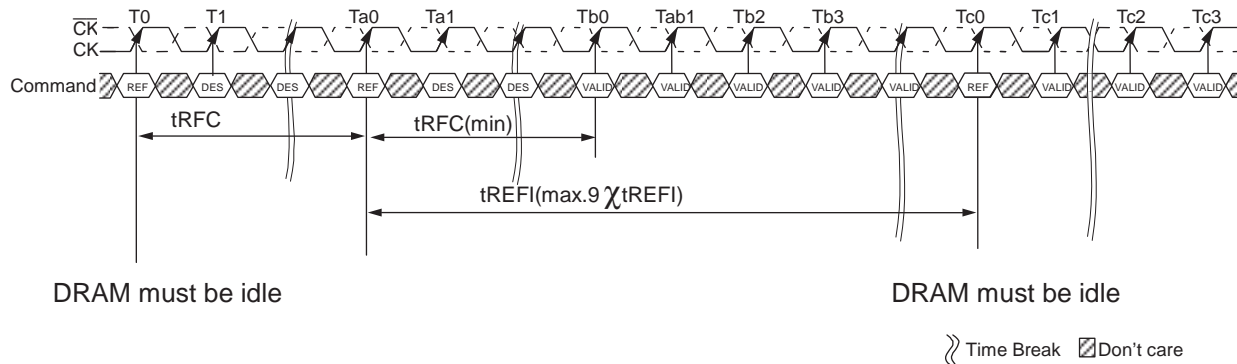 T0 T1 Ta0 Ta1 Tb0 Tab1 Tb2 Tb3 Tc0 Tc1 Tc2 Tc3
CK
CK
Command REF DES DES REF DES DES VALID VALID VALID VALID VALID REF VALID VALID VALID
tRFC tRFC(min)
tREFI(max.9 χ tREFI)
DRAM must be idle DRAM must be idle
Time Break Don't care